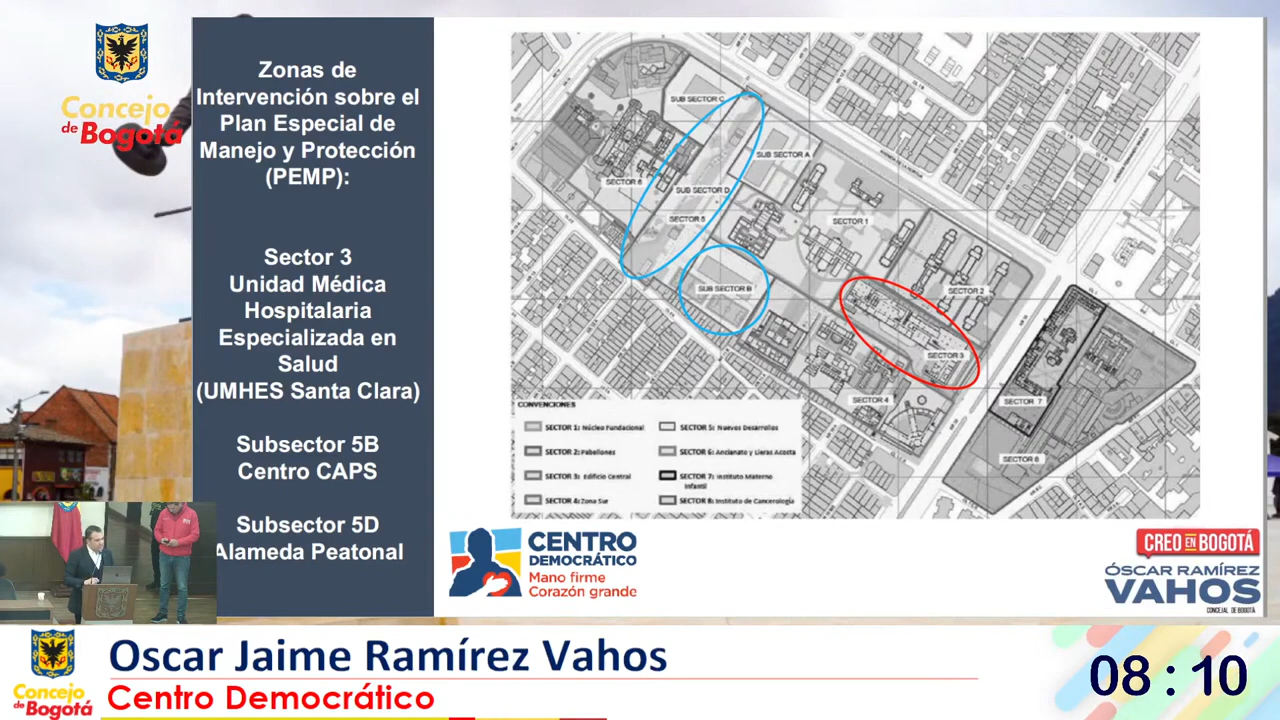 Concejo
de Bogotá
Zonas de
Intervención sobre el
Plan Especial de
Manejo y Protección
(PEMP):
Sector 3
Unidad Médica
Hospitalaria
Especializada en
Salud
(UMHES Santa Clara)
Subsector 5B
Centro CAPS
Subsector 5D
Alameda Peatonal
SUB SECTOR C
SUB SECTOR A
SECTOR 6
SUB SECTOR D
SECTOR 5
SECTOR 1
SUB SECTOR B
SECTOR 2
SECTOR 3
SECTOR 4
SECTOR 7
SECTOR 8
CONVENCIONES
SECTOR 1: Núcleo Fundacional
SECTOR 2: Pabellones
SECTOR 3: Edificio Central
SECTOR 4: Zona Sur
SECTOR 5: Nuevos Desarrollos
SECTOR 6: Ancianato y Lleras Acosta
SECTOR 7: Instituto Materno
Infantil
SECTOR 8: Instituto de Cancerología
CENTRO
DEMOCRÁTICO
Mano firme
Corazón grande
CREO EN BOGOTÁ
ÓSCAR RAMÍREZ
VAHOS
CONCEJAL DE BOGOTÁ
Oscar Jaime Ramírez Vahos
Centro Democrático
Concejo
de Bogotá
08 : 10